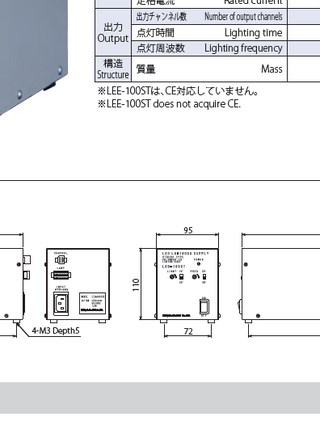 定格電流 Rated current
出力 Output
出力チャンネル数 Number of output channels
点灯時間 Lighting time
点灯周波数 Lighting frequency
構造 Structure
質量 Mass
※LEE-100STは、CE対応していません。
※LEE-100ST does not acquire CE.
95
110
72
4-M3 Depth5
LAMP
INPUT
POWER